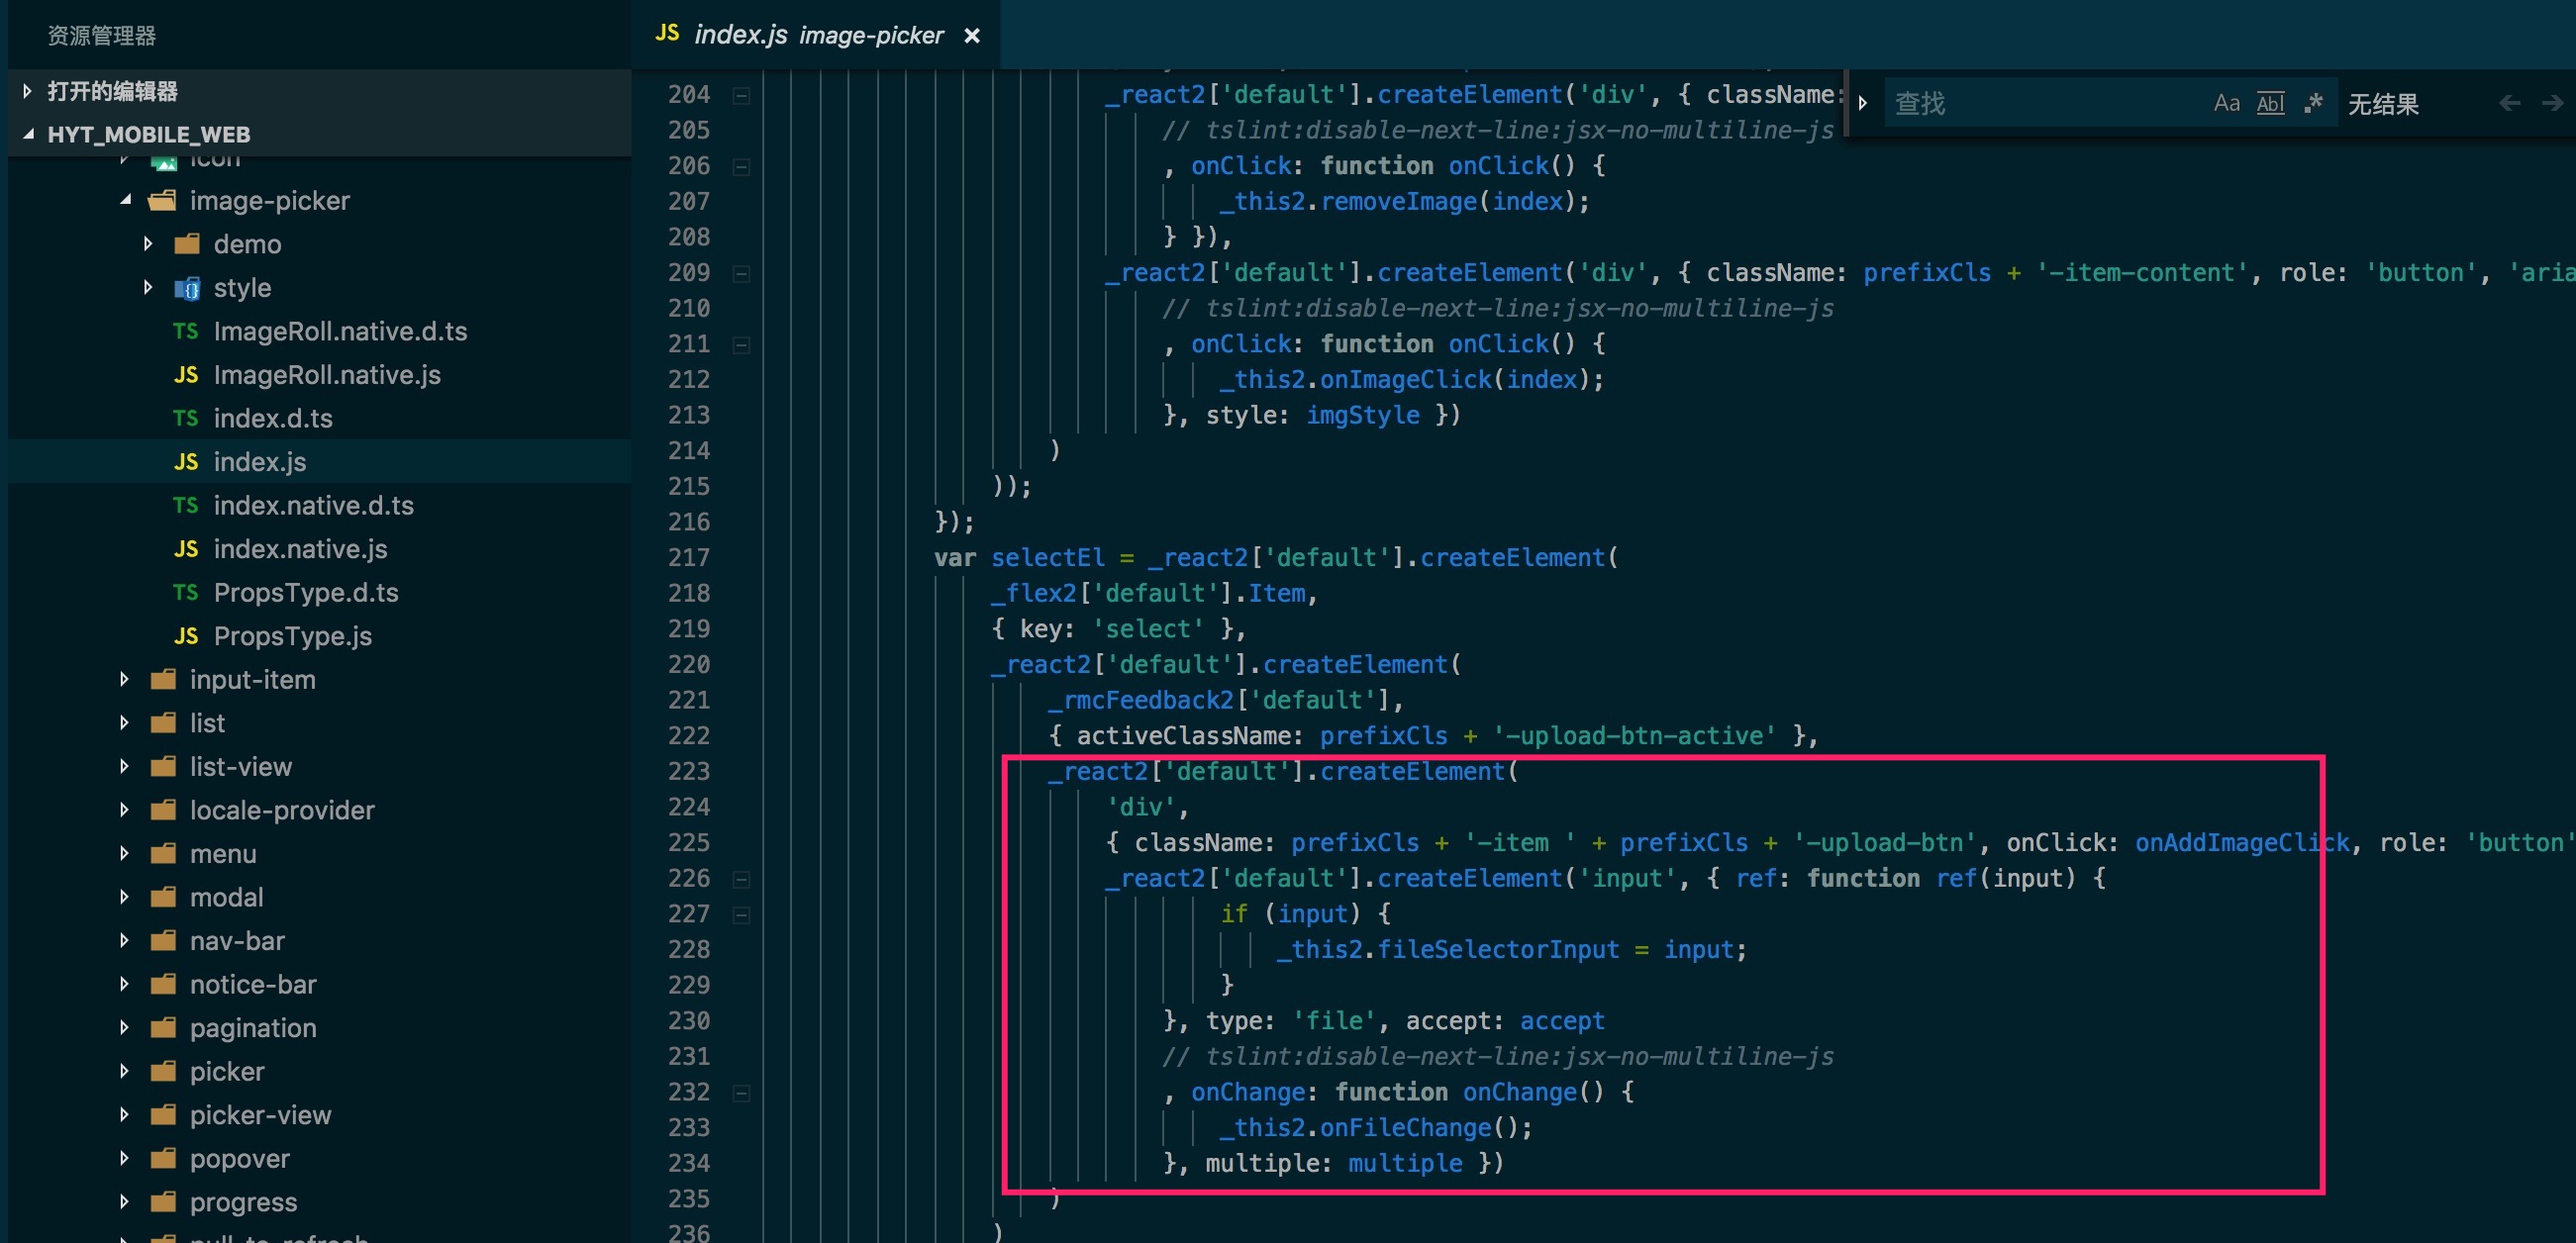 资源管理器
打开的编辑器
HYT_MOBILE_WEB
icon
image-picker
demo
style
TS ImageRoll.native.d.ts
JS ImageRoll.native.js
TS index.d.ts
JS index.js
TS index.native.d.ts
JS index.native.js
TS PropsType.d.ts
JS PropsType.js
input-item
list
list-view
locale-provider
menu
modal
nav-bar
notice-bar
pagination
picker
picker-view
popover
progress
pull-to-refresh
JS index.js image-picker ×
查找 Aa Abl .* 无结果
204 _react2['default'].createElement('div', { className:
205 // tslint:disable-next-line:jsx-no-multiline-js
206 , onClick: function onClick() {
207 _this2.removeImage(index);
208 } }),
209 _react2['default'].createElement('div', { className: prefixCls + '-item-content', role: 'button', 'aria
210 // tslint:disable-next-line:jsx-no-multiline-js
211 , onClick: function onClick() {
212 _this2.onImageClick(index);
213 }, style: imgStyle })
214 )
215 ));
216 });
217 var selectEl = _react2['default'].createElement(
218 _flex2['default'].Item,
219 { key: 'select' },
220 _react2['default'].createElement(
221 _rmcFeedback2['default'],
222 { activeClassName: prefixCls + '-upload-btn-active' },
223 _react2['default'].createElement(
224 'div',
225 { className: prefixCls + '-item ' + prefixCls + '-upload-btn', onClick: onAddImageClick, role: 'button'
226 _react2['default'].createElement('input', { ref: function ref(input) {
227 if (input) {
228 _this2.fileSelectorInput = input;
229 }
230 }, type: 'file', accept: accept
231 // tslint:disable-next-line:jsx-no-multiline-js
232 , onChange: function onChange() {
233 _this2.onFileChange();
234 }, multiple: multiple })
235 )
236 )